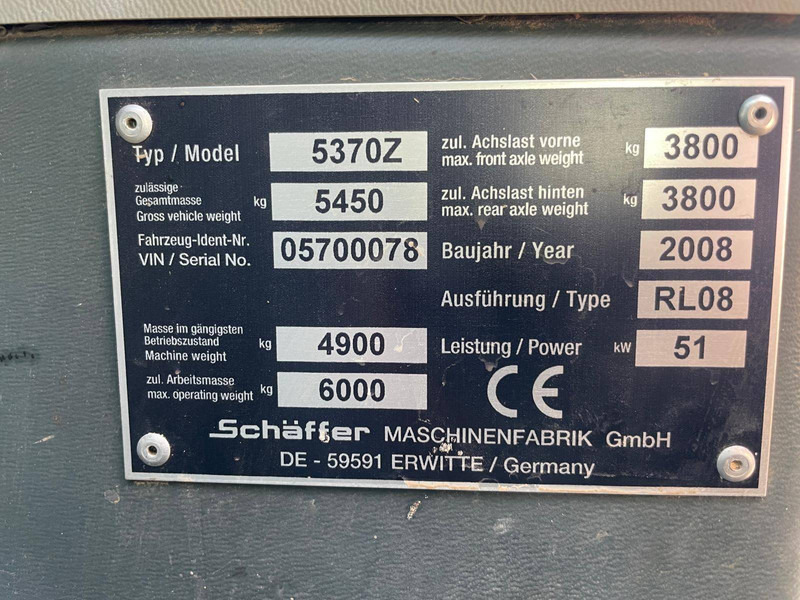 Typ / Model 5370Z
zulässige
Gesamtmasse
Gross vehicle weight kg 5450
Fahrzeug-Ident-Nr.
VIN / Serial No. 05700078
Masse im gängigsten
Betriebszustand
Machine weight kg 4900
zul. Arbeitsmasse
max. operating weight kg 6000
zul. Achslast vorne
max. front axle weight kg 3800
zul. Achslast hinten
max. rear axle weight kg 3800
Baujahr / Year 2008
Ausführung / Type RL08
Leistung / Power kW 51
CE
Schäffer MASCHINENFABRIK GmbH
DE - 59591 ERWITTE / Germany